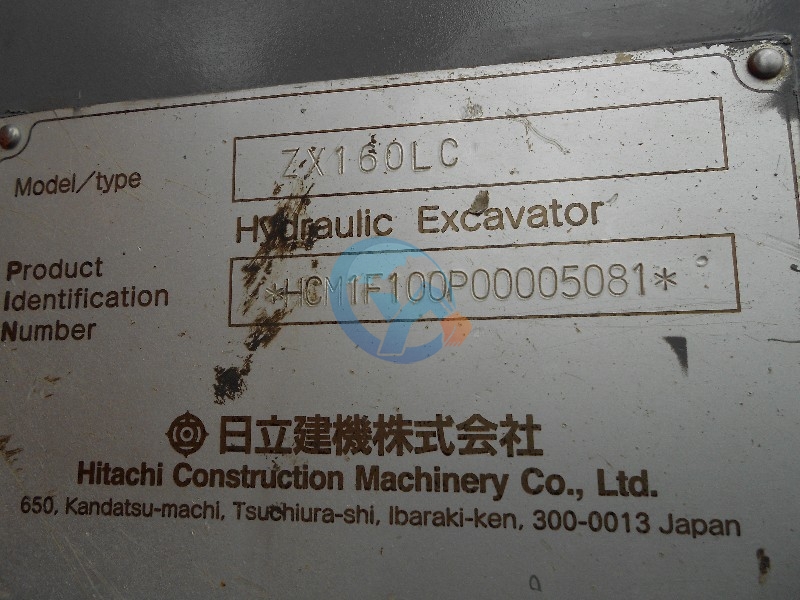 Model/type
ZX160LC
Hydraulic Excavator
Product
Identification
Number
*HCM1F100P00005081*
日立建機株式会社
Hitachi Construction Machinery Co., Ltd.
650, Kandatsu-machi, Tsuchiura-shi, Ibaraki-ken, 300-0013 Japan